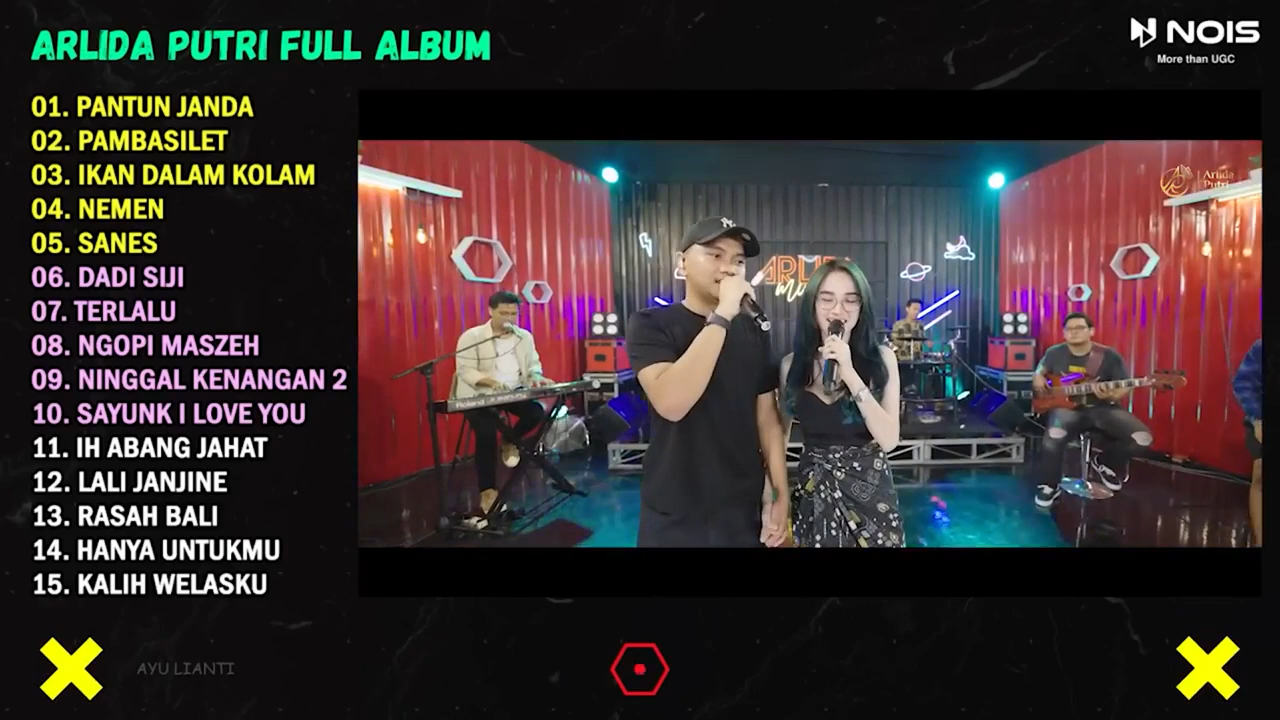 ARLIDA PUTRI FULL ALBUM
NOIS
More than UGC
01. PANTUN JANDA
02. PAMBASILET
03. IKAN DALAM KOLAM
04. NEMEN
05. SANES
06. DADI SIJI
07. TERLALU
08. NGOPI MASZEH
09. NINGGAL KENANGAN 2
10. SAYUNK I LOVE YOU
11. IH ABANG JAHAT
12. LALI JANJINE
13. RASAH BALI
14. HANYA UNTUKMU
15. KALIH WELASKU
Arlida
Putri
Roland
AYU LIANTI